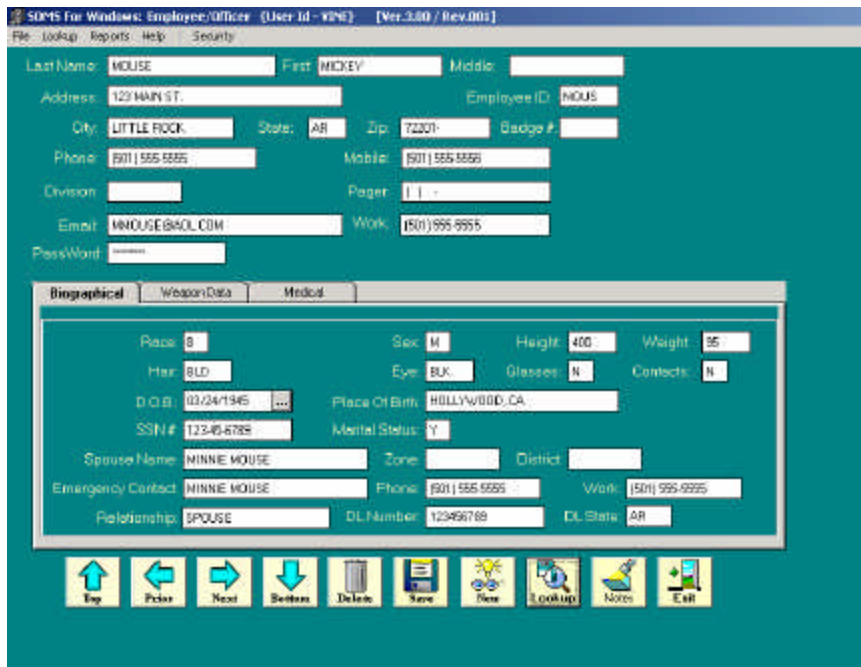 SOMS For Windows: Employee/Officer {User Id - VINE} [Ver.3.00 / Rev.001]
File Lookup Reports Help Security
Last Name: MOUSE First: MICKEY Middle:
Address: 123 MAIN ST. Employee ID: MOUS
City: LITTLE ROCK State: AR Zip: 72201- Badge #:
Phone: (501) 555-5555 Mobile: (501) 555-5556
Division: Pager: ( ) -
Email: MMOUSE@AOL.COM Work: (501) 555-5555
PassWord:
Biographical Weapon Data Medical
Race: B Sex: M Height: 400 Weight: 95
Hair: BLD Eye: BLK Glasses: N Contacts: N
D.O.B.: 03/24/1945 ... Place Of Birth: HOLLYWOOD, CA
SSN #: 123-45-6789 Marital Status: Y
Spouse Name: MINNIE MOUSE Zone: District:
Emergency Contact: MINNIE MOUSE Phone: (501) 555-5555 Work: (501) 555-5555
Relationship: SPOUSE DL Number: 123456789 DL State: AR
Top Prior Next Bottom Delete Save New Lookup Notes Exit